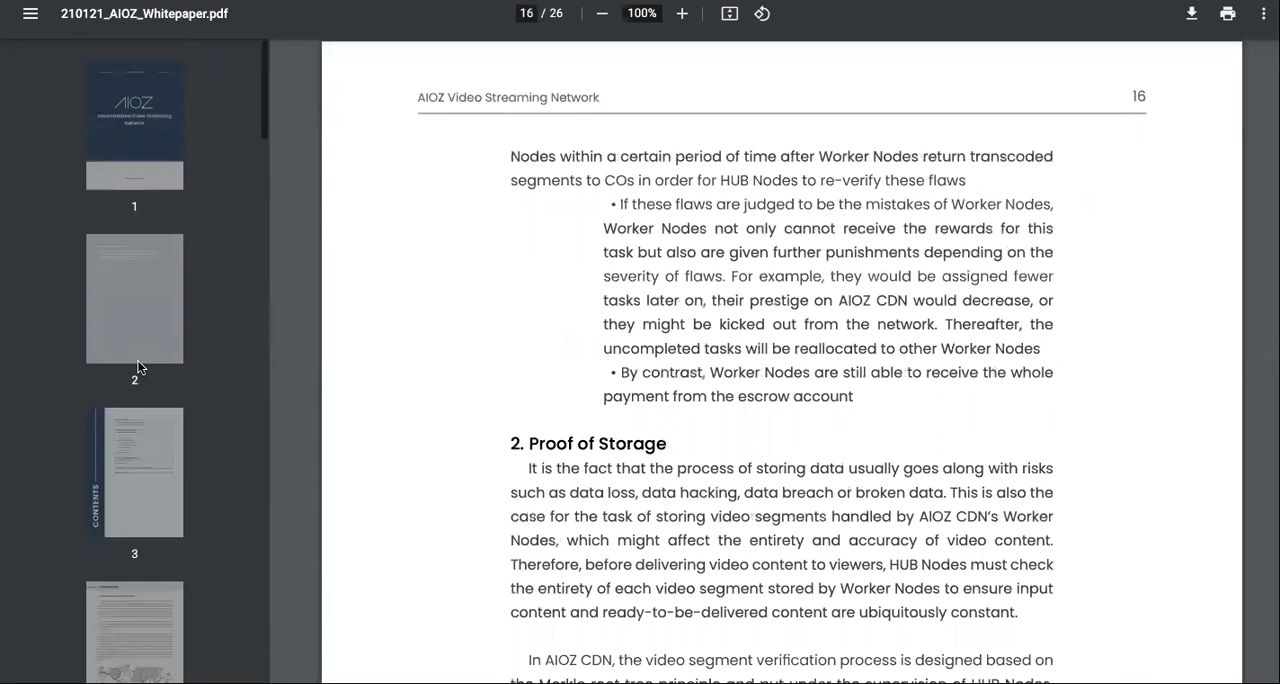 210121_AIOZ_Whitepaper.pdf
16 / 26
100%
AIOZ
1
2
CONTENTS
3
AIOZ Video Streaming Network
16
Nodes within a certain period of time after Worker Nodes return transcoded
segments to COs in order for HUB Nodes to re-verify these flaws
• If these flaws are judged to be the mistakes of Worker Nodes,
Worker Nodes not only cannot receive the rewards for this
task but also are given further punishments depending on the
severity of flaws. For example, they would be assigned fewer
tasks later on, their prestige on AIOZ CDN would decrease, or
they might be kicked out from the network. Thereafter, the
uncompleted tasks will be reallocated to other Worker Nodes
• By contrast, Worker Nodes are still able to receive the whole
payment from the escrow account
2. Proof of Storage
It is the fact that the process of storing data usually goes along with risks
such as data loss, data hacking, data breach or broken data. This is also the
case for the task of storing video segments handled by AIOZ CDN's Worker
Nodes, which might affect the entirety and accuracy of video content.
Therefore, before delivering video content to viewers, HUB Nodes must check
the entirety of each video segment stored by Worker Nodes to ensure input
content and ready-to-be-delivered content are ubiquitously constant.
In AIOZ CDN, the video segment verification process is designed based on
the Merkle root tree principle and put under the supervision of HUB Nodes.